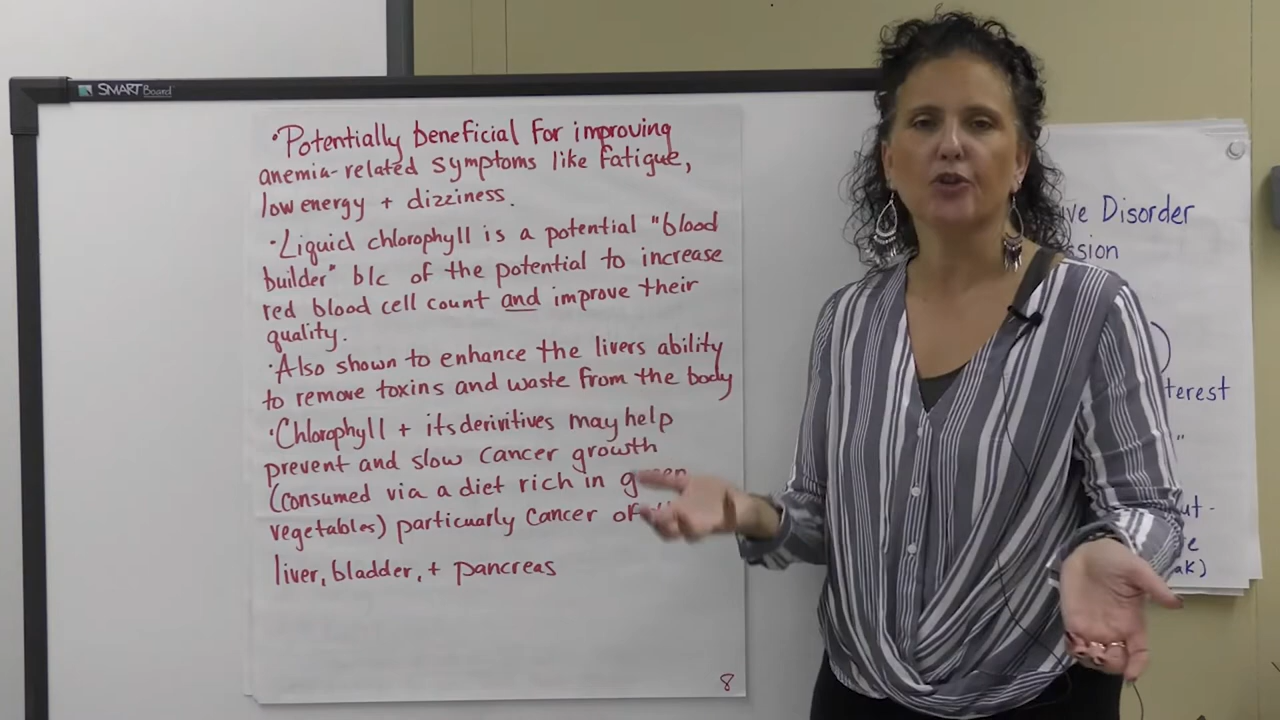 SMART Board
•Potentially beneficial for improving
anemia-related symptoms like fatigue,
low energy + dizziness.
•Liquid chlorophyll is a potential "blood
builder" b/c of the potential to increase
red blood cell count and improve their
quality.
•Also shown to enhance the livers ability
to remove toxins and waste from the body
•Chlorophyll + its derivitives may help
prevent and slow cancer growth
(consumed via a diet rich in green
vegetables) particuarly cancer of
liver, bladder, + pancreas
8
ive Disorder
ssion
terest
"
ut-
e
ak)